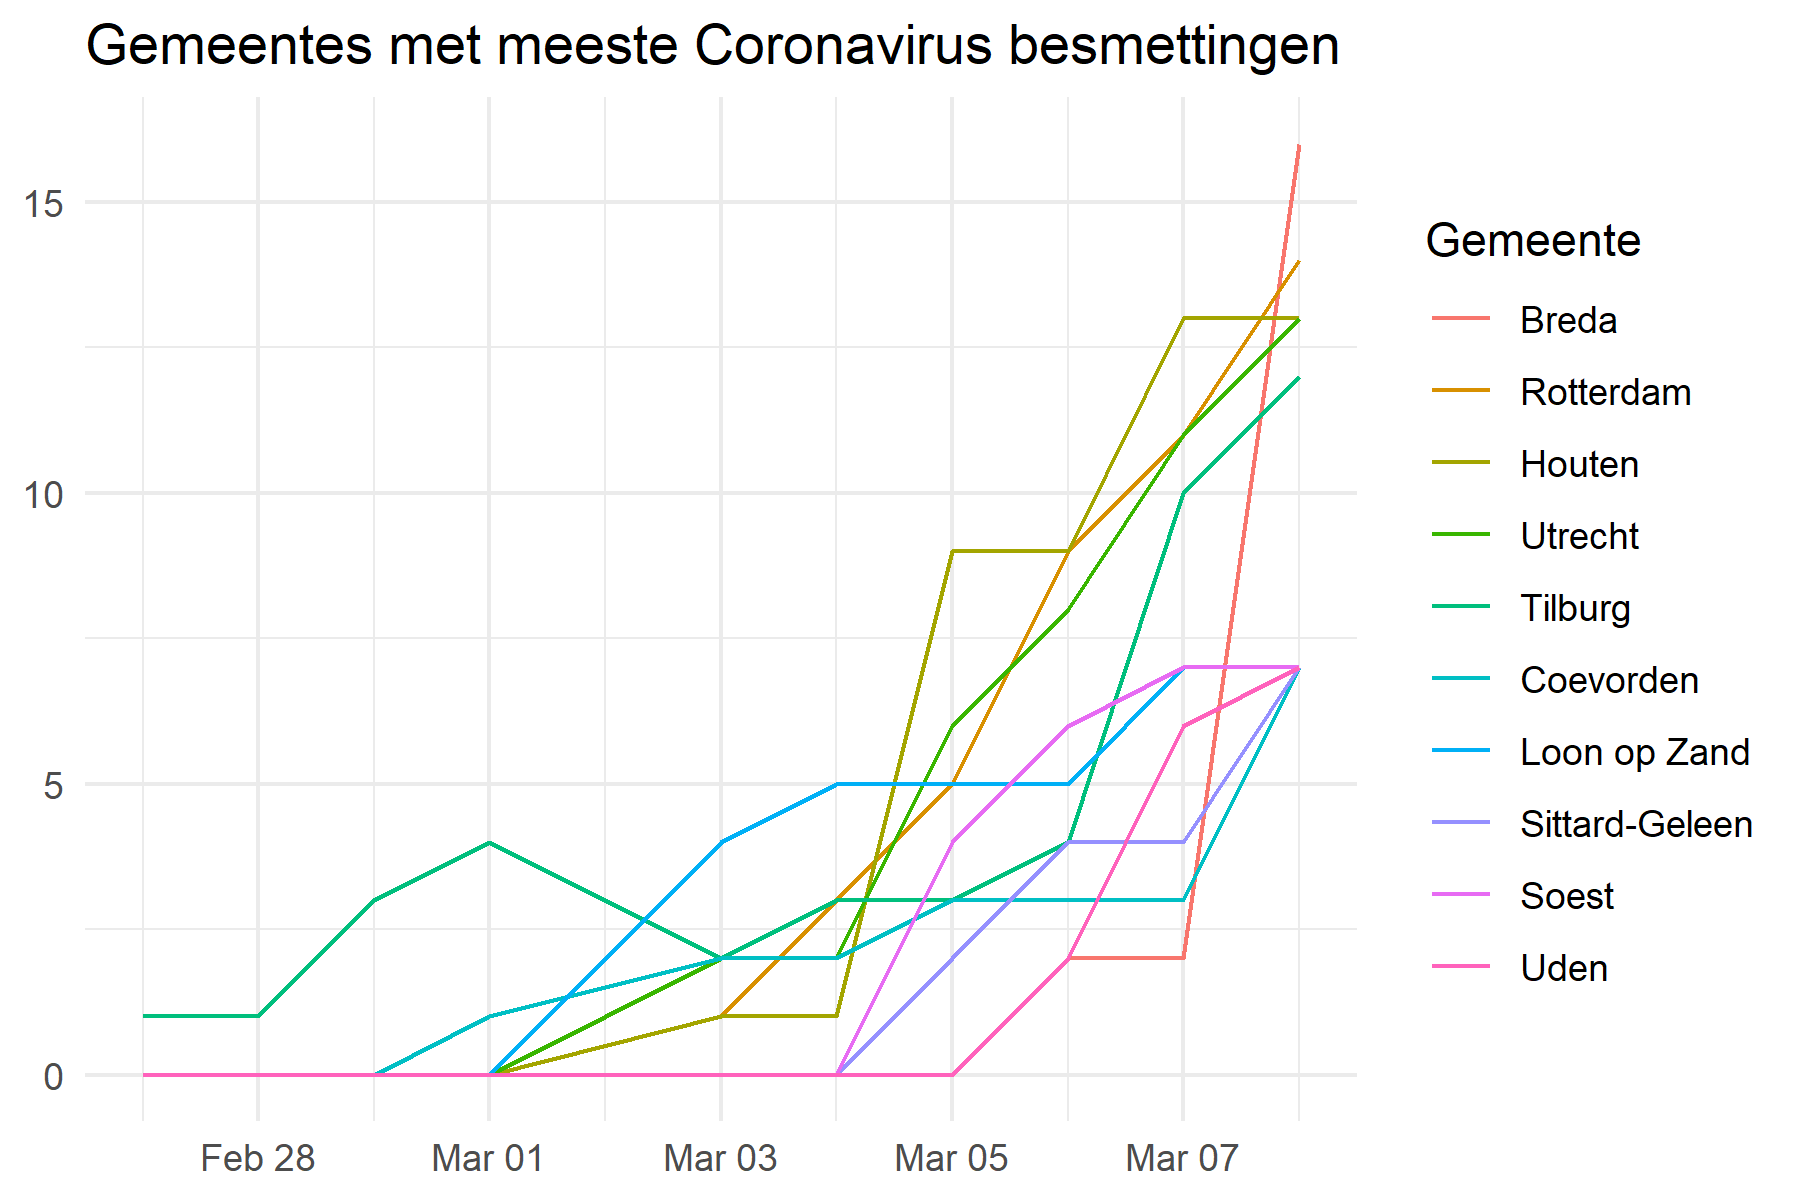 Gemeentes met meeste Coronavirus besmettingen
15
10
5
0
Feb 28
Mar 01
Mar 03
Mar 05
Mar 07
Gemeente
Breda
Rotterdam
Houten
Utrecht
Tilburg
Coevorden
Loon op Zand
Sittard-Geleen
Soest
Uden